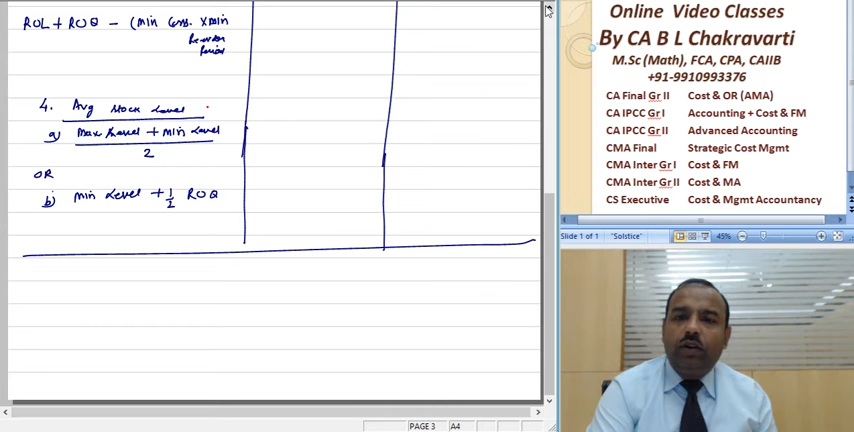 ROL + ROQ - (Min Cons. X Min
Re-order
Period
4. Avg Stock Level
a) Max Level + Min Level
2
OR
b) Min Level + 1/2 ROQ
PAGE 3 A4
Online Video Classes
By CA B L Chakravarti
M.Sc (Math), FCA, CPA, CAIIB
+91-9910993376
CA Final Gr II Cost & OR (AMA)
CA IPCC Gr I Accounting + Cost & FM
CA IPCC Gr II Advanced Accounting
CMA Final Strategic Cost Mgmt
CMA Inter Gr I Cost & FM
CMA Inter Gr II Cost & MA
CS Executive Cost & Mgmt Accountancy
Slide 1 of 1 "Solstice" 45%